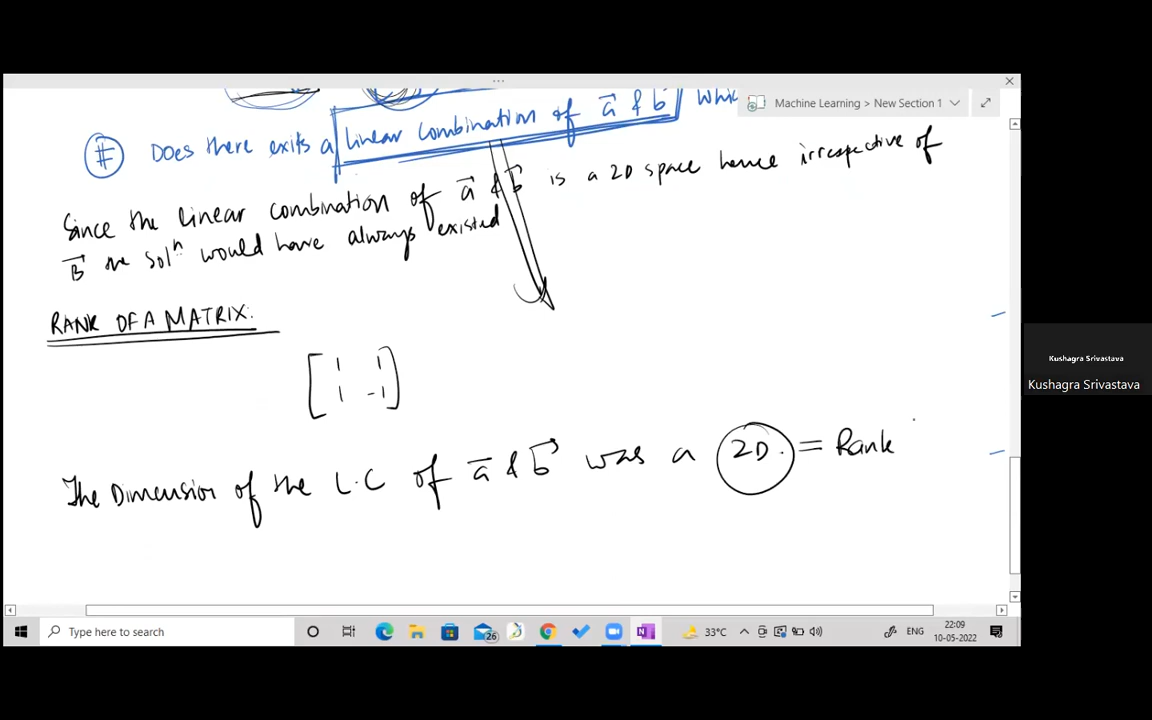 Machine Learning > New Section 1
Does there exits a linear combination of a⃗ & b⃗ whic
Since the linear combination of a⃗ & b⃗ is a 2D space hence irrespective of
B⃗ the solⁿ would have always existed
RANK OF A MATRIX:
1 1
1 -1
The Dimension of the L.C of a⃗ & b⃗ was a 2D. = Rank
Kushagra Srivastava
Kushagra Srivastava
Type here to search
26
33°C
ENG
22:09
10-05-2022